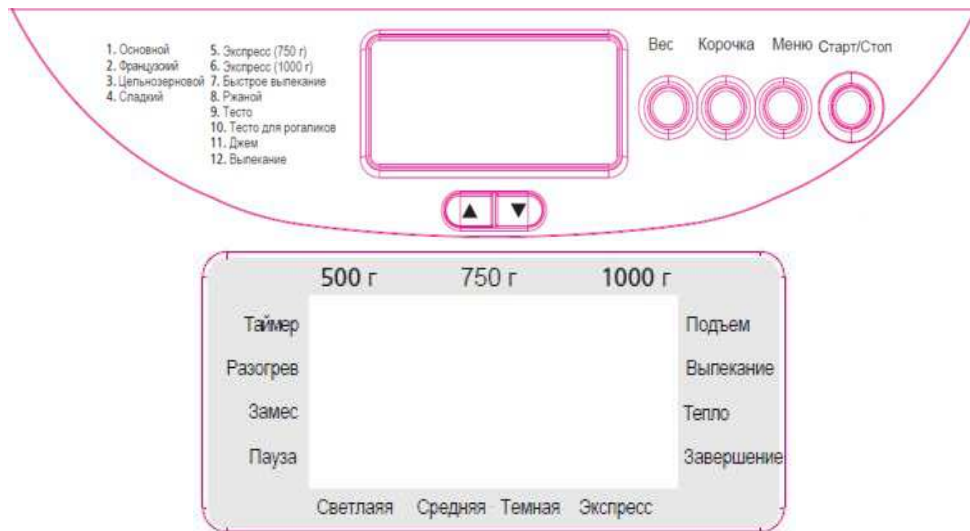 1. Основной
2. Французский
3. Цельнозерновой
4. Сладкий
5. Экспресс (750 г)
6. Экспресс (1000 г)
7. Быстрое выпекание
8. Ржаной
9. Тесто
10. Тесто для рогаликов
11. Джем
12. Выпекание
Вес Корочка Меню Старт/Стоп
▲ ▼
500 г 750 г 1000 г
Таймер
Разогрев
Замес
Пауза
Подъем
Выпекание
Тепло
Завершение
Светлаяя Средняя Темная Экспресс